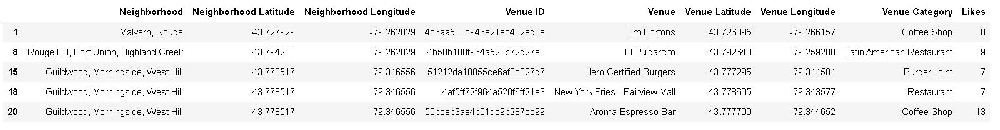 Neighborhood Neighborhood Latitude Neighborhood Longitude Venue ID Venue Venue Latitude Venue Longitude Venue Category Likes
1 Malvern, Rouge 43.727929 -79.262029 4c6aa500c946e21ec432ed8e Tim Hortons 43.726895 -79.266157 Coffee Shop 8
8 Rouge Hill, Port Union, Highland Creek 43.794200 -79.262029 4b50b100f964a520b72d27e3 El Pulgarcito 43.792648 -79.259208 Latin American Restaurant 9
15 Guildwood, Morningside, West Hill 43.778517 -79.346556 51212da18055ce6af0c027d7 Hero Certified Burgers 43.777295 -79.344584 Burger Joint 7
18 Guildwood, Morningside, West Hill 43.778517 -79.346556 4af5ff72f964a520f6ff21e3 New York Fries - Fairview Mall 43.778605 -79.343577 Restaurant 7
20 Guildwood, Morningside, West Hill 43.778517 -79.346556 50bceb3ae4b01dc9b287cc99 Aroma Espresso Bar 43.777700 -79.344652 Coffee Shop 13